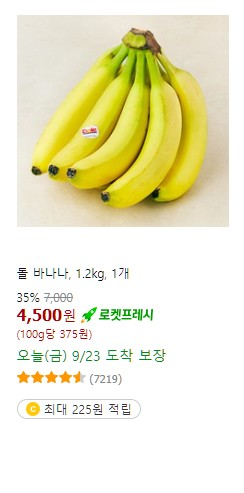 돌 바나나, 1.2kg, 1개
35% 7,000
4,500원 로켓프레시
(100g당 375원)
오늘(금) 9/23 도착 보장
(7219)
C 최대 225원 적립